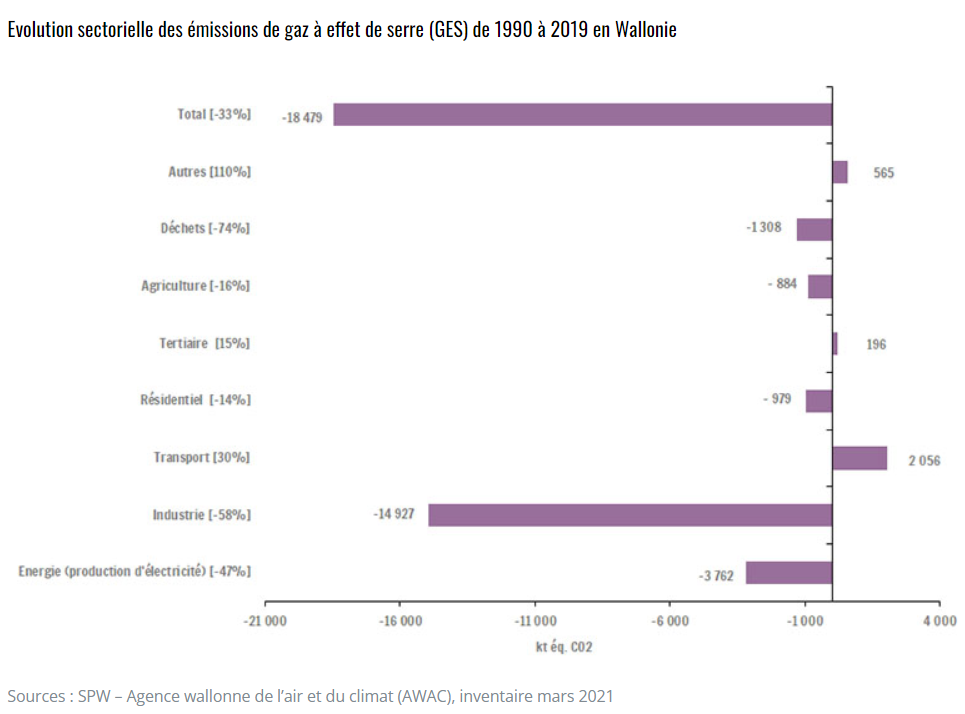 Evolution sectorielle des émissions de gaz à effet de serre (GES) de 1990 à 2019 en Wallonie
Total [-33%] -18 479
Autres [110%] 565
Déchets [-74%] -1 308
Agriculture [-16%] - 884
Tertiaire [15%] 196
Résidentiel [-14%] - 979
Transport [30%] 2 056
Industrie [-58%] -14 927
Energie (production d'électricité) [-47%] -3 762
-21 000 -16 000 -11 000 -6 000 -1 000 4 000
kt éq. CO2
Sources : SPW – Agence wallonne de l’air et du climat (AWAC), inventaire mars 2021